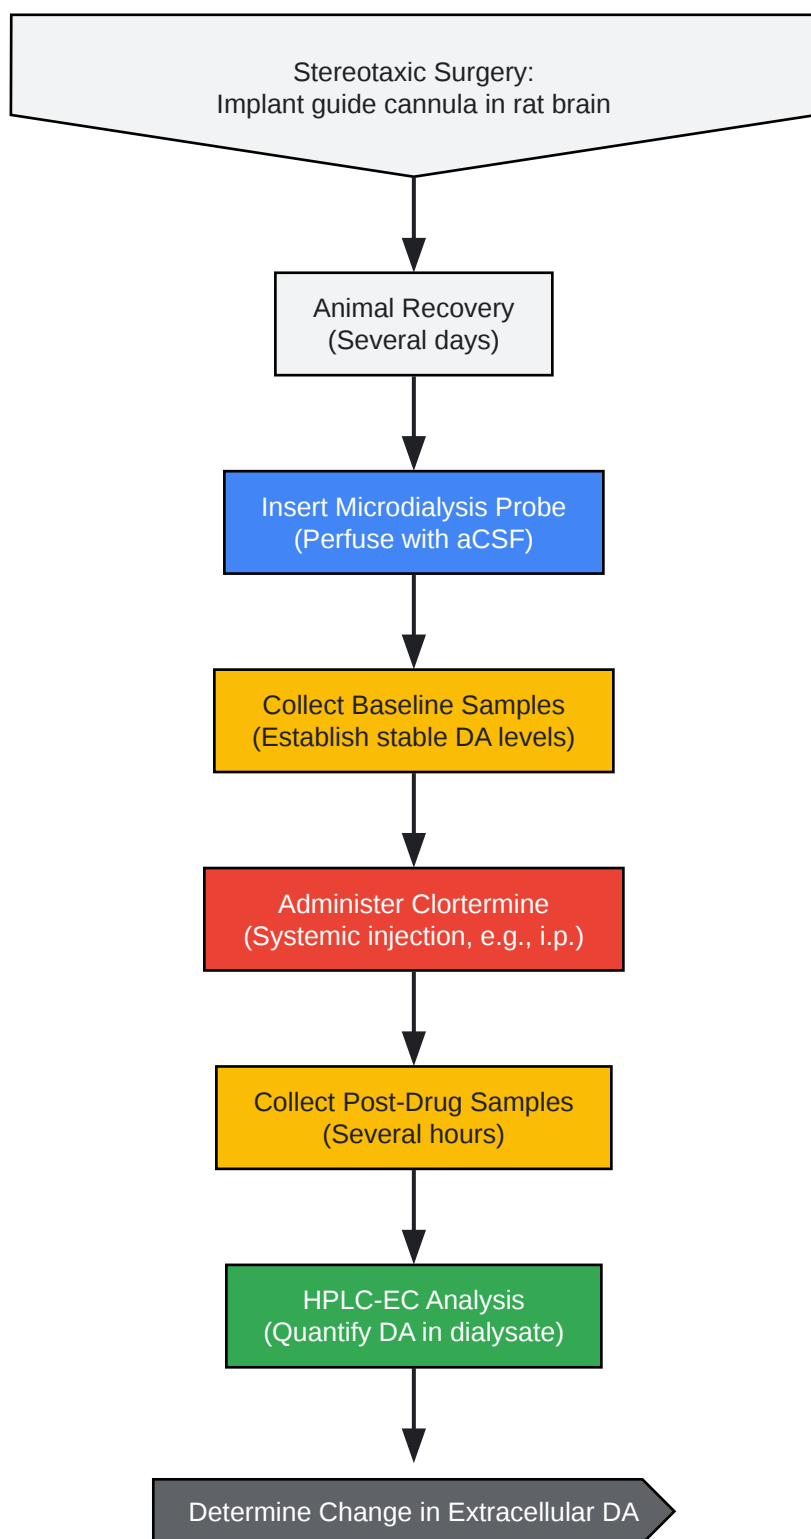 Stereotaxic Surgery:
Implant guide cannula in rat brain
Animal Recovery
(Several days)
Insert Microdialysis Probe
(Perfuse with aCSF)
Collect Baseline Samples
(Establish stable DA levels)
Administer Clortermine
(Systemic injection, e.g., i.p.)
Collect Post-Drug Samples
(Several hours)
HPLC-EC Analysis
(Quantify DA in dialysate)
Determine Change in Extracellular DA